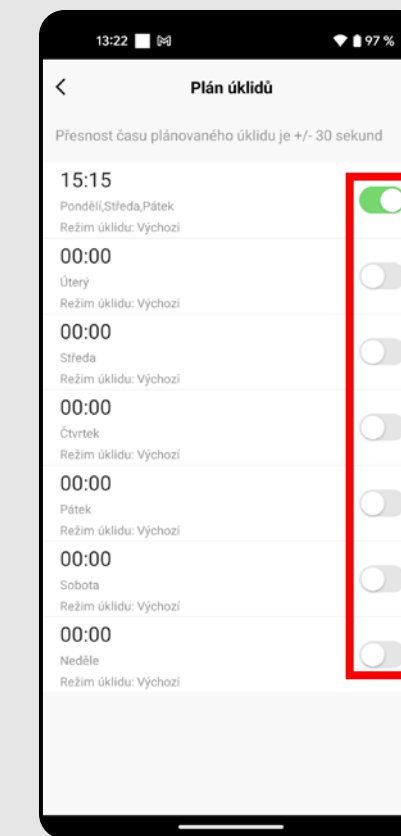 13:22
97 %
Plán úklidů
Přesnost času plánovaného úklidu je +/- 30 sekund
15:15
Pondělí,Středa,Pátek
Režim úklidu: Výchozí
00:00
Úterý
Režim úklidu: Výchozí
00:00
Středa
Režim úklidu: Výchozí
00:00
Čtvrtek
Režim úklidu: Výchozí
00:00
Pátek
Režim úklidu: Výchozí
00:00
Sobota
Režim úklidu: Výchozí
00:00
Neděle
Režim úklidu: Výchozí